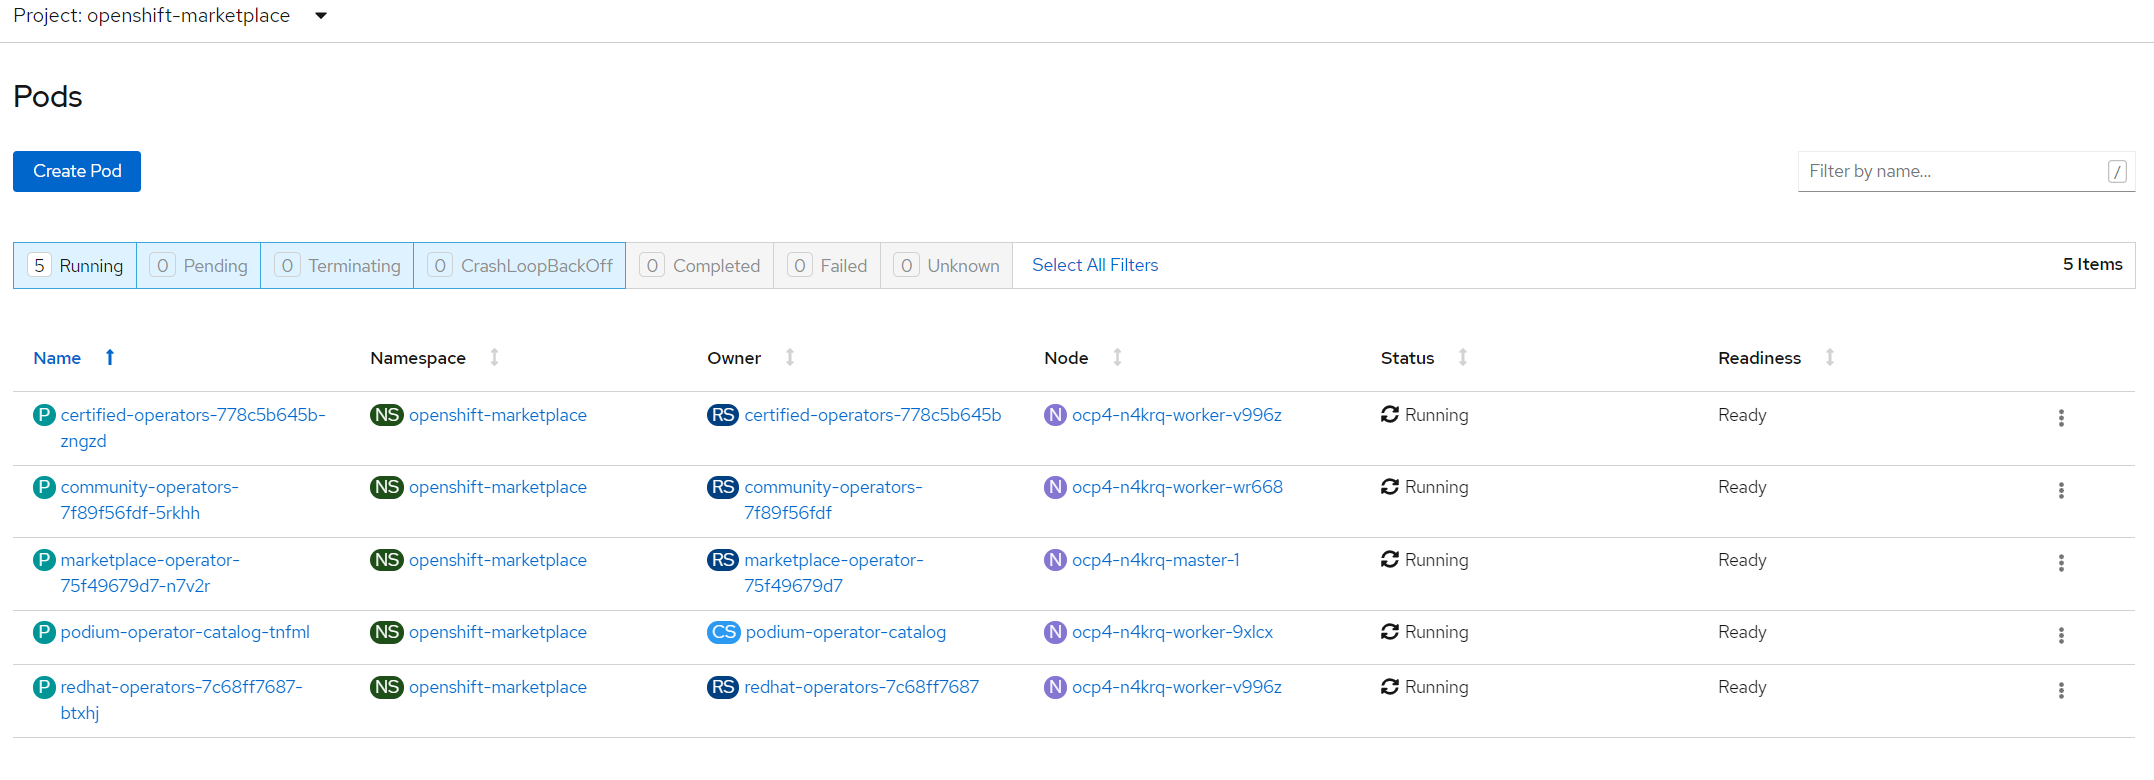 Project: openshift-marketplace
Pods
Create Pod
Filter by name...
/
5 Running 0 Pending 0 Terminating 0 CrashLoopBackOff 0 Completed 0 Failed 0 Unknown Select All Filters 5 Items
Name Namespace Owner Node Status Readiness
P certified-operators-778c5b645b- NS openshift-marketplace RS certified-operators-778c5b645b N ocp4-n4krq-worker-v996z Running Ready
zngzd
P community-operators- NS openshift-marketplace RS community-operators- N ocp4-n4krq-worker-wr668 Running Ready
7f89f56fdf-5rkhh 7f89f56fdf
P marketplace-operator- NS openshift-marketplace RS marketplace-operator- N ocp4-n4krq-master-1 Running Ready
75f49679d7-n7v2r 75f49679d7
P podium-operator-catalog-tnfml NS openshift-marketplace CS podium-operator-catalog N ocp4-n4krq-worker-9xlcx Running Ready
P redhat-operators-7c68ff7687- NS openshift-marketplace RS redhat-operators-7c68ff7687 N ocp4-n4krq-worker-v996z Running Ready
btxhj